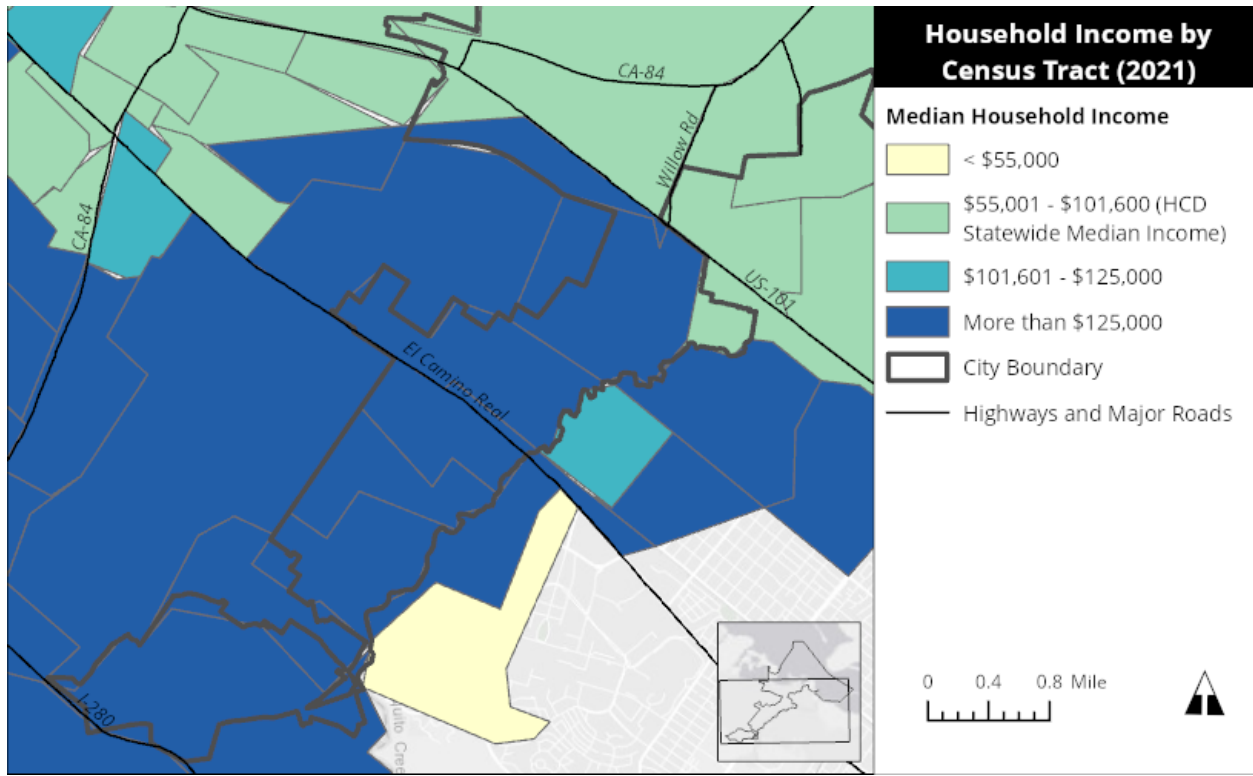 Household Income by
Census Tract (2021)
Median Household Income
< $55,000
$55,001 - $101,600 (HCD
Statewide Median Income)
$101,601 - $125,000
More than $125,000
City Boundary
Highways and Major Roads
0 0.4 0.8 Mile
CA-84
Willow Rd
CA-84
US-101
El Camino Real
I-280
quito Cree